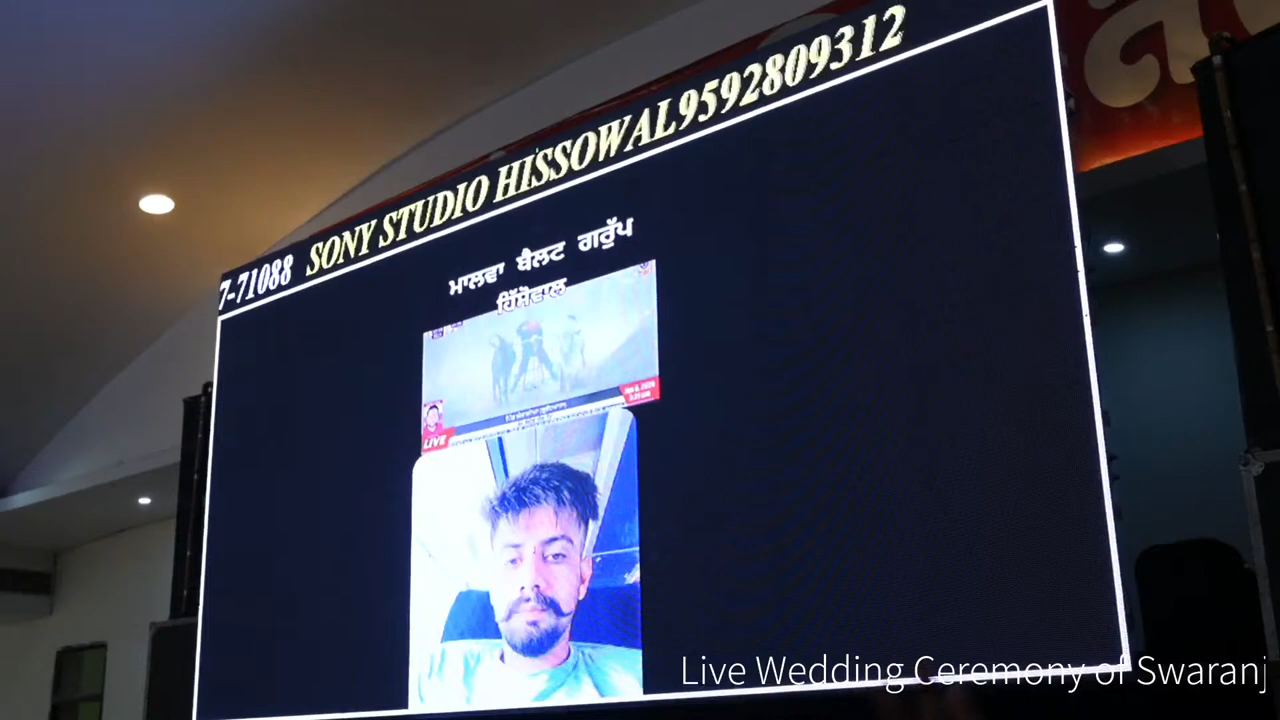 7-71088 SONY STUDIO HISSOWAL9592809312
ਮਾਲਵਾ ਬੈਲਟ ਗਰੁੱਪ
ਹਿੱਸੋਵਾਲ
LIVE
Live Wedding Ceremony of Swaranj